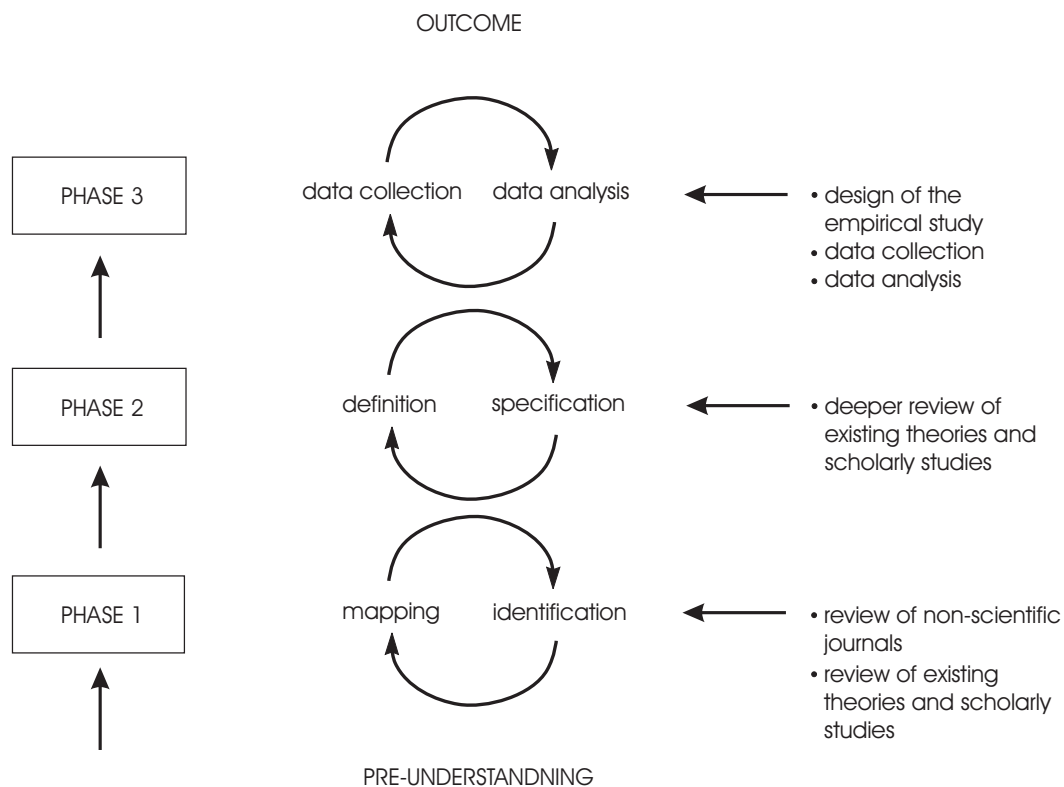 OUTCOME
PHASE 3
data collection
data analysis
• design of the
empirical study
• data collection
• data analysis
PHASE 2
definition
specification
• deeper review of
existing theories and
scholarly studies
PHASE 1
mapping
identification
• review of non-scientific
journals
• review of existing
theories and scholarly
studies
PRE-UNDERSTANDNING